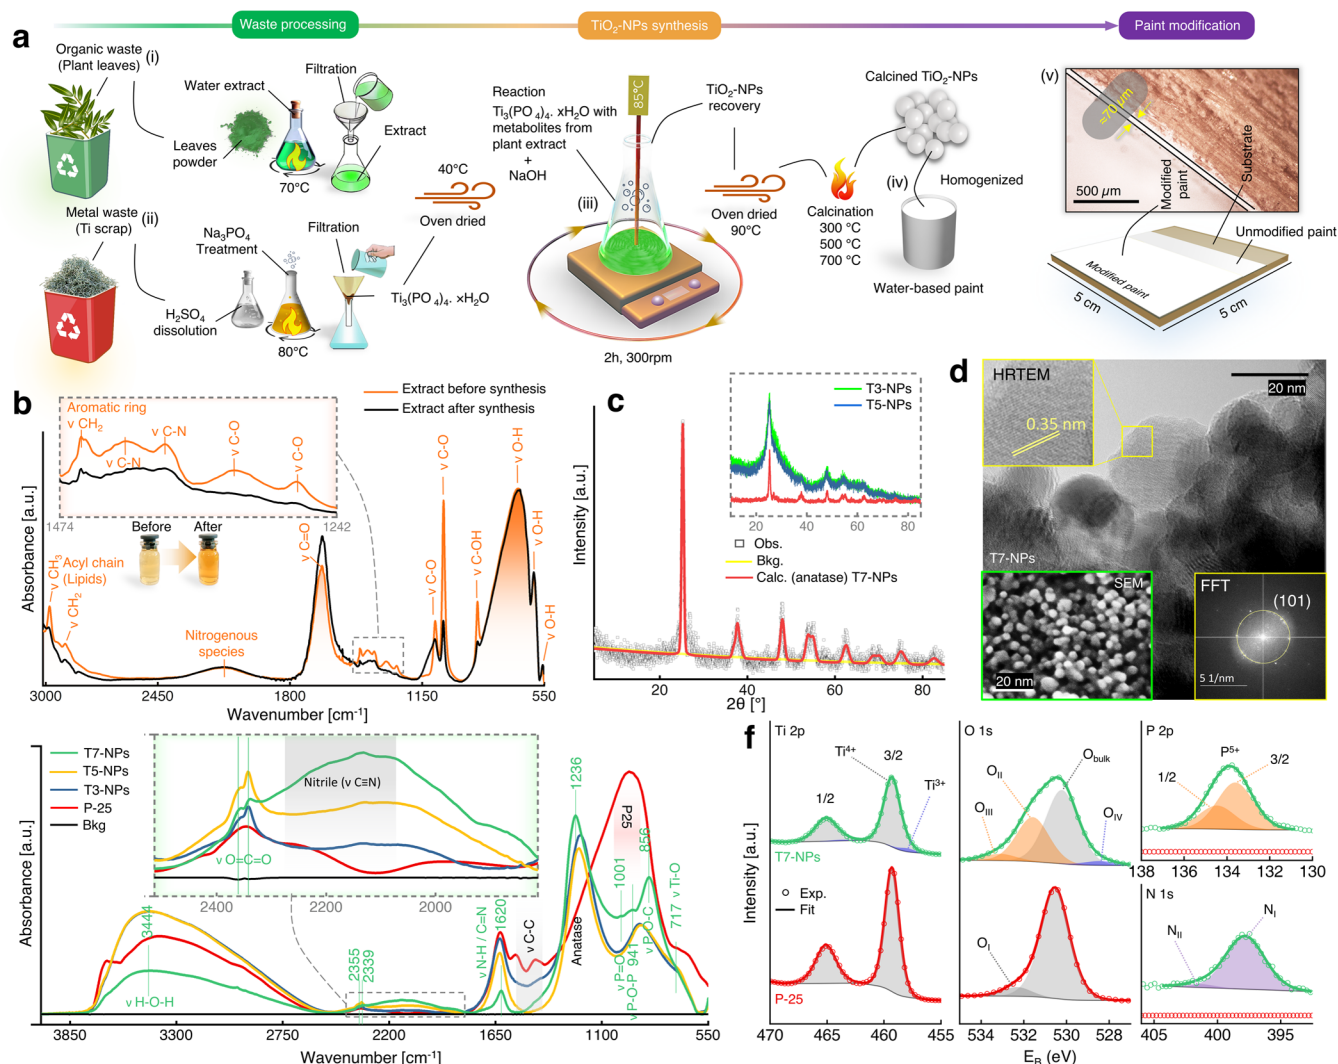 Waste processing
TiO₂-NPs synthesis
Paint modification
a
Organic waste
(Plant leaves)
(i)
Water extract
Filtration
Extract
Leaves
powder
70°C
Metal waste
(Ti scrap)
(ii)
Na₃PO₄
Treatment
Filtration
H₂SO₄
dissolution
80°C
Ti₃(PO₄)₄. ×H₂O
40°C
Oven dried
Reaction
Ti₃(PO₄)₄. xH₂O with
metabolites from
plant extract
+
NaOH
(iii)
85°C
2h, 300rpm
TiO₂-NPs
recovery
Oven dried
90°C
Calcination
300 °C
500 °C
700 °C
Calcined TiO₂-NPs
(iv)
Homogenized
Water-based paint
(v)
≈70 µm
500 µm
Modified
paint
Substrate
Unmodified paint
Modified paint
5 cm
5 cm
b
Extract before synthesis
Extract after synthesis
Aromatic ring
ν CH₂
ν C-N
ν C-N
ν C-O
ν C-O
1474
1242
Before
After
ν CH₃
Acyl chain
(Lipids)
ν CH₂
Nitrogenous
species
ν C=O
ν C-O
ν C-O
ν C-OH
ν O-H
ν O-H
ν O-H
Absorbance [a.u.]
3000
2450
1800
1150
550
Wavenumber [cm⁻¹]
c
T3-NPs
T5-NPs
20
40
60
80
Obs.
Bkg.
Calc. (anatase) T7-NPs
Intensity [a.u.]
20
40
60
80
2θ [°]
d
HRTEM
0.35 nm
20 nm
T7-NPs
SEM
20 nm
FFT
(101)
5 1/nm
T7-NPs
T5-NPs
T3-NPs
P-25
Bkg
Nitrile (ν C≡N)
ν O=C=O
2400
2200
2000
3444
ν H-O-H
2355
2339
ν N-H / C=N
1620
ν C-C
Anatase
1236
P25
1001
ν P=O
ν P-O-P 941
856
ν P-O-C
717 ν Ti-O
Absorbance [a.u.]
3850
3300
2750
2200
1650
1100
550
Wavenumber [cm⁻¹]
f
Ti 2p
Ti⁴⁺
3/2
1/2
Ti³⁺
T7-NPs
Exp.
Fit
P-25
Intensity [a.u.]
470
465
460
455
O 1s
O_bulk
O_II
O_III
O_IV
O_I
534
532
530
528
E_B (eV)
P 2p
P⁵⁺
1/2
3/2
138
136
134
132
130
N 1s
N_I
N_II
405
400
395